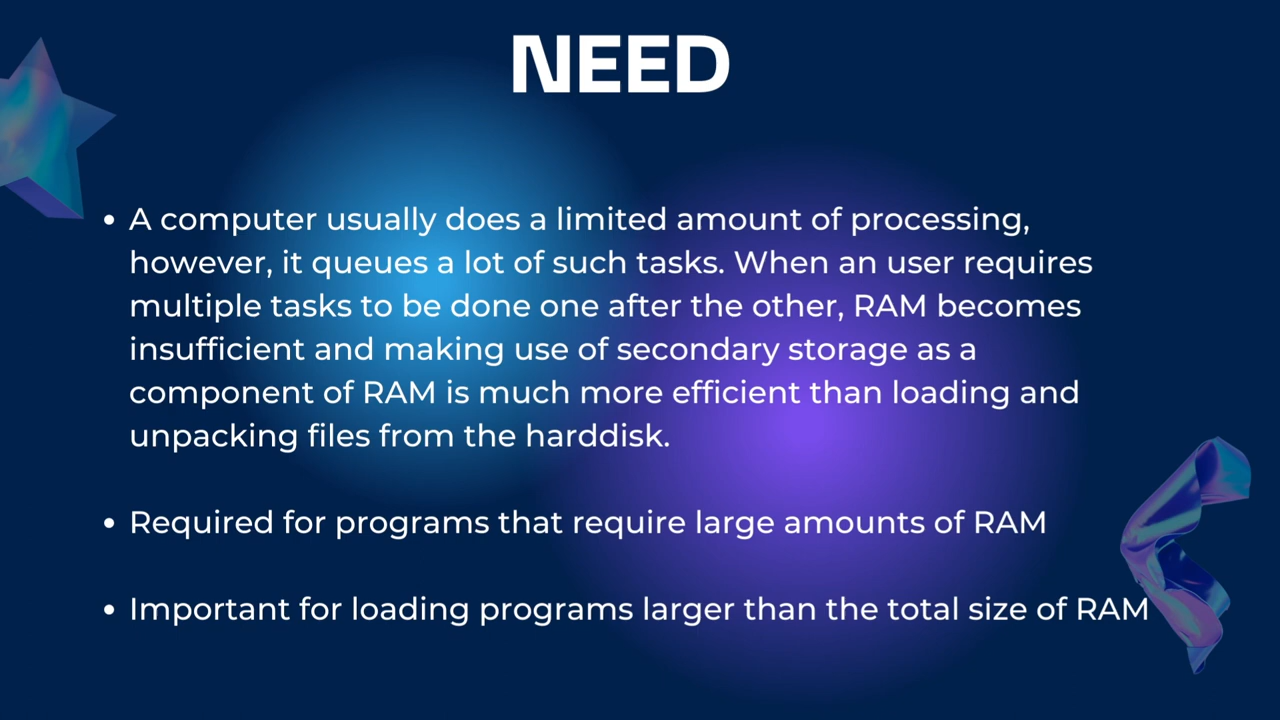 NEED
• A computer usually does a limited amount of processing,
however, it queues a lot of such tasks. When an user requires
multiple tasks to be done one after the other, RAM becomes
insufficient and making use of secondary storage as a
component of RAM is much more efficient than loading and
unpacking files from the harddisk.
• Required for programs that require large amounts of RAM
• Important for loading programs larger than the total size of RAM